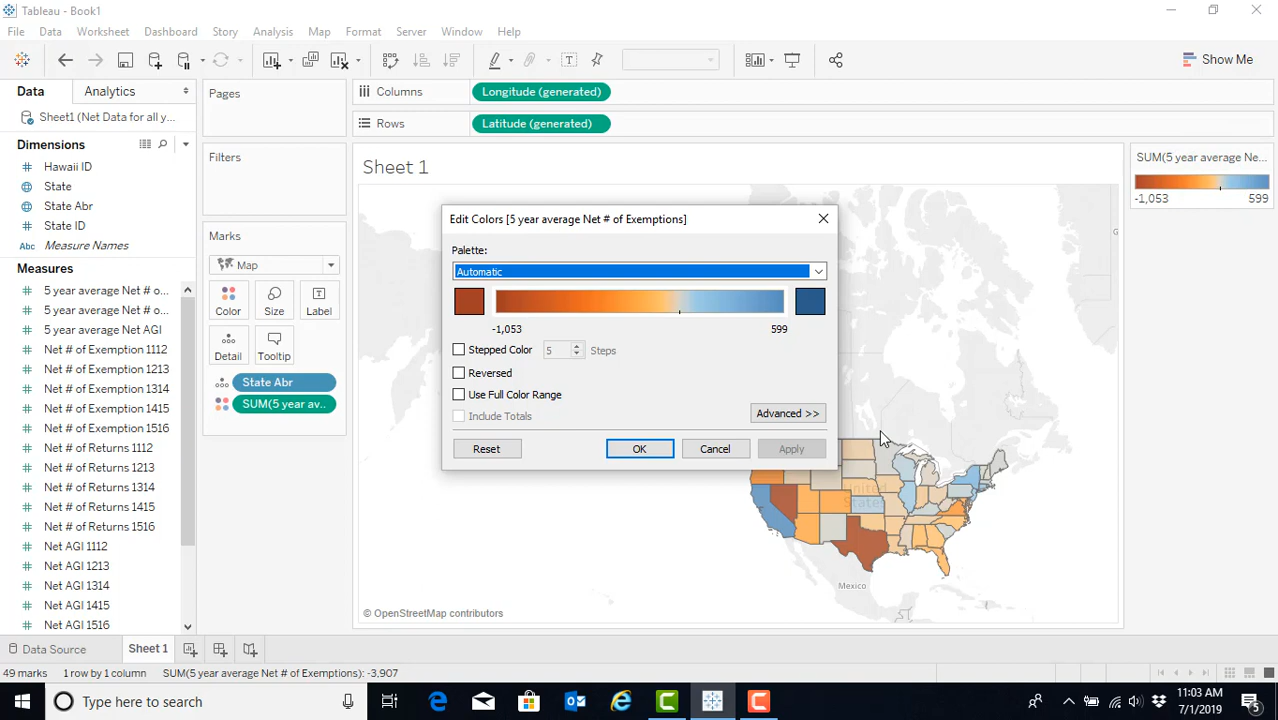 Tableau - Book1
File Data Worksheet Dashboard Story Analysis Map Format Server Window Help
Show Me
Data Analytics
Sheet1 (Net Data for all y...
Dimensions
Hawaii ID
State
State Abr
State ID
Abc Measure Names
Measures
5 year average Net # o...
5 year average Net # o...
5 year average Net AGI
Net # of Exemption 1112
Net # of Exemption 1213
Net # of Exemption 1314
Net # of Exemption 1415
Net # of Exemption 1516
Net # of Returns 1112
Net # of Returns 1213
Net # of Returns 1314
Net # of Returns 1415
Net # of Returns 1516
Net AGI 1112
Net AGI 1213
Net AGI 1314
Net AGI 1415
Net AGI 1516
Pages
Filters
Marks
Map
Color Size Label
Detail Tooltip
State Abr
SUM(5 year av..
Columns Longitude (generated)
Rows Latitude (generated)
Sheet 1
Edit Colors [5 year average Net # of Exemptions]
Palette:
Automatic
-1,053 599
Stepped Color 5 Steps
Reversed
Use Full Color Range
Include Totals
Advanced >>
Reset OK Cancel Apply
United
States
Mexico
© OpenStreetMap contributors
SUM(5 year average Ne...
-1,053 599
Data Source Sheet 1
49 marks 1 row by 1 column SUM(5 year average Net # of Exemptions): -3,907
Type here to search
11:03 AM
7/1/2019
5